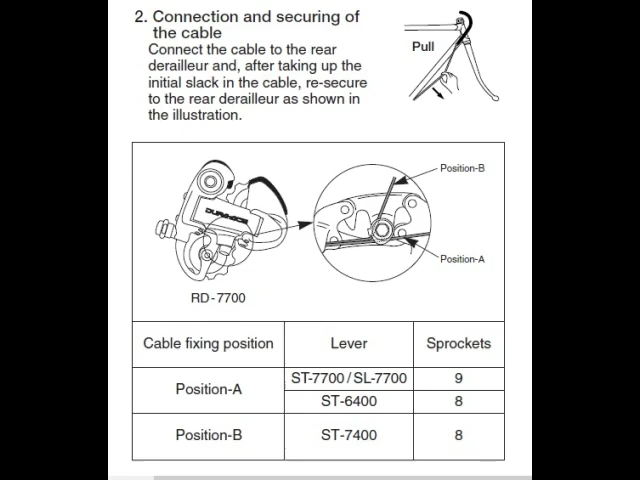 2. Connection and securing of
the cable
Connect the cable to the rear
derailleur and, after taking up the
initial slack in the cable, re-secure
to the rear derailleur as shown in
the illustration.
Pull
Position-B
DURA-ACE
Position-A
RD-7700
Cable fixing position Lever Sprockets
Position-A ST-7700/SL-7700 9
ST-6400 8
Position-B ST-7400 8